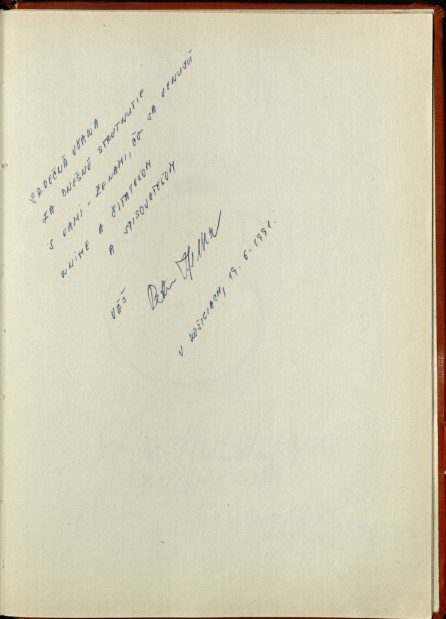 SRDEČNÁ VĎAKA
ZA DNEŠNÉ STRETNUTIE
S VAMI - ŽENAMI, ČO SA VENUJÚ
KNIHE A ČITATEĽOM
A SPISOVATEĽOM
VÁŠ
V KOŠICIACH, 19. 6. 1991.